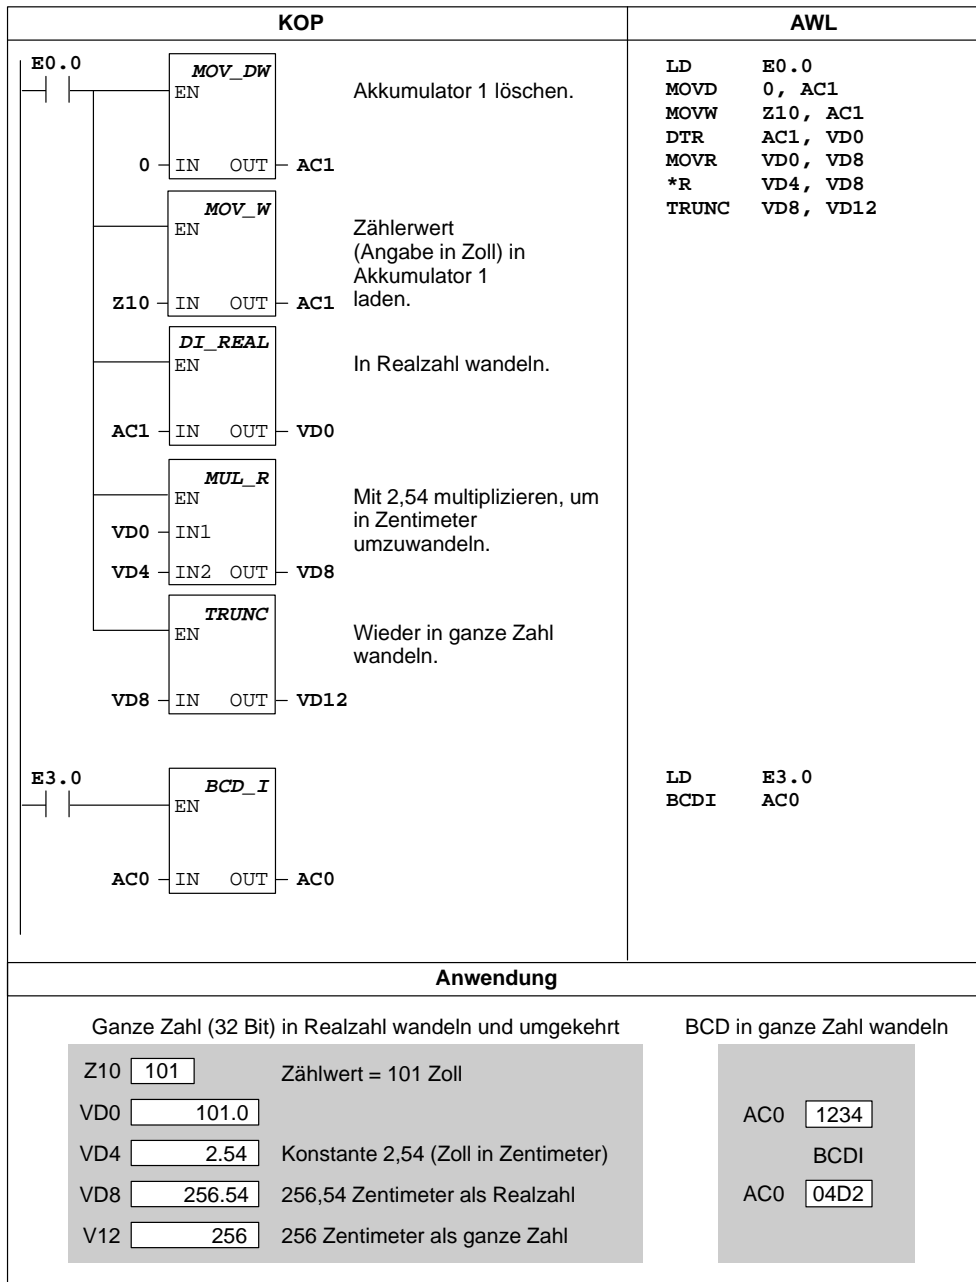 KOP
AWL
E0.0
MOV_DW
EN
Akkumulator 1 löschen.
0
IN OUT
AC1
MOV_W
EN
Zählerwert
(Angabe in Zoll) in
Akkumulator 1
laden.
Z10
IN OUT
AC1
DI_REAL
EN
In Realzahl wandeln.
AC1
IN OUT
VD0
MUL_R
EN
Mit 2,54 multiplizieren, um
in Zentimeter
umzuwandeln.
VD0
IN1
VD4
IN2 OUT
VD8
TRUNC
EN
Wieder in ganze Zahl
wandeln.
VD8
IN OUT
VD12
E3.0
BCD_I
EN
AC0
IN OUT
AC0
LD E0.0
MOVD 0, AC1
MOVW Z10, AC1
DTR AC1, VD0
MOVR VD0, VD8
*R VD4, VD8
TRUNC VD8, VD12
LD E3.0
BCDI AC0
Anwendung
Ganze Zahl (32 Bit) in Realzahl wandeln und umgekehrt
Z10 101 Zählwert = 101 Zoll
VD0 101.0
VD4 2.54 Konstante 2,54 (Zoll in Zentimeter)
VD8 256.54 256,54 Zentimeter als Realzahl
V12 256 256 Zentimeter als ganze Zahl
BCD in ganze Zahl wandeln
AC0 1234
BCDI
AC0 04D2